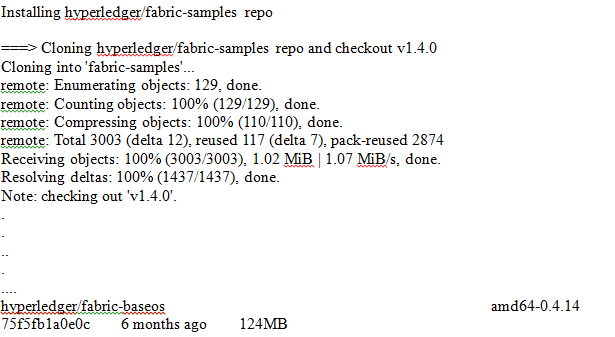 Installing hyperledger/fabric-samples repo
===> Cloning hyperledger/fabric-samples repo and checkout v1.4.0
Cloning into 'fabric-samples'...
remote: Enumerating objects: 129, done.
remote: Counting objects: 100% (129/129), done.
remote: Compressing objects: 100% (110/110), done.
remote: Total 3003 (delta 12), reused 117 (delta 7), pack-reused 2874
Receiving objects: 100% (3003/3003), 1.02 MiB | 1.07 MiB/s, done.
Resolving deltas: 100% (1437/1437), done.
Note: checking out 'v1.4.0'.
.
.
..
.
....
hyperledger/fabric-baseos amd64-0.4.14
75f5fb1a0e0c 6 months ago 124MB